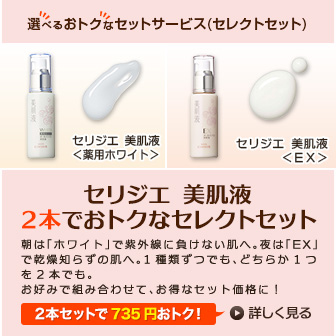 選べるおトクなセットサービス(セレクトセット)
セリジエ 美肌液
<薬用ホワイト>
セリジエ 美肌液
<EX>
美肌液
美肌液
セリジエ 美肌液
2本でおトクなセレクトセット
朝は「ホワイト」で紫外線に負けない肌へ。夜は「EX」
で乾燥知らずの肌へ。1種類ずつでも、どちらか1つ
を2本でも。
お好みで組み合わせて、お得なセット価格に!
2本セットで735円おトク!
詳しく見る